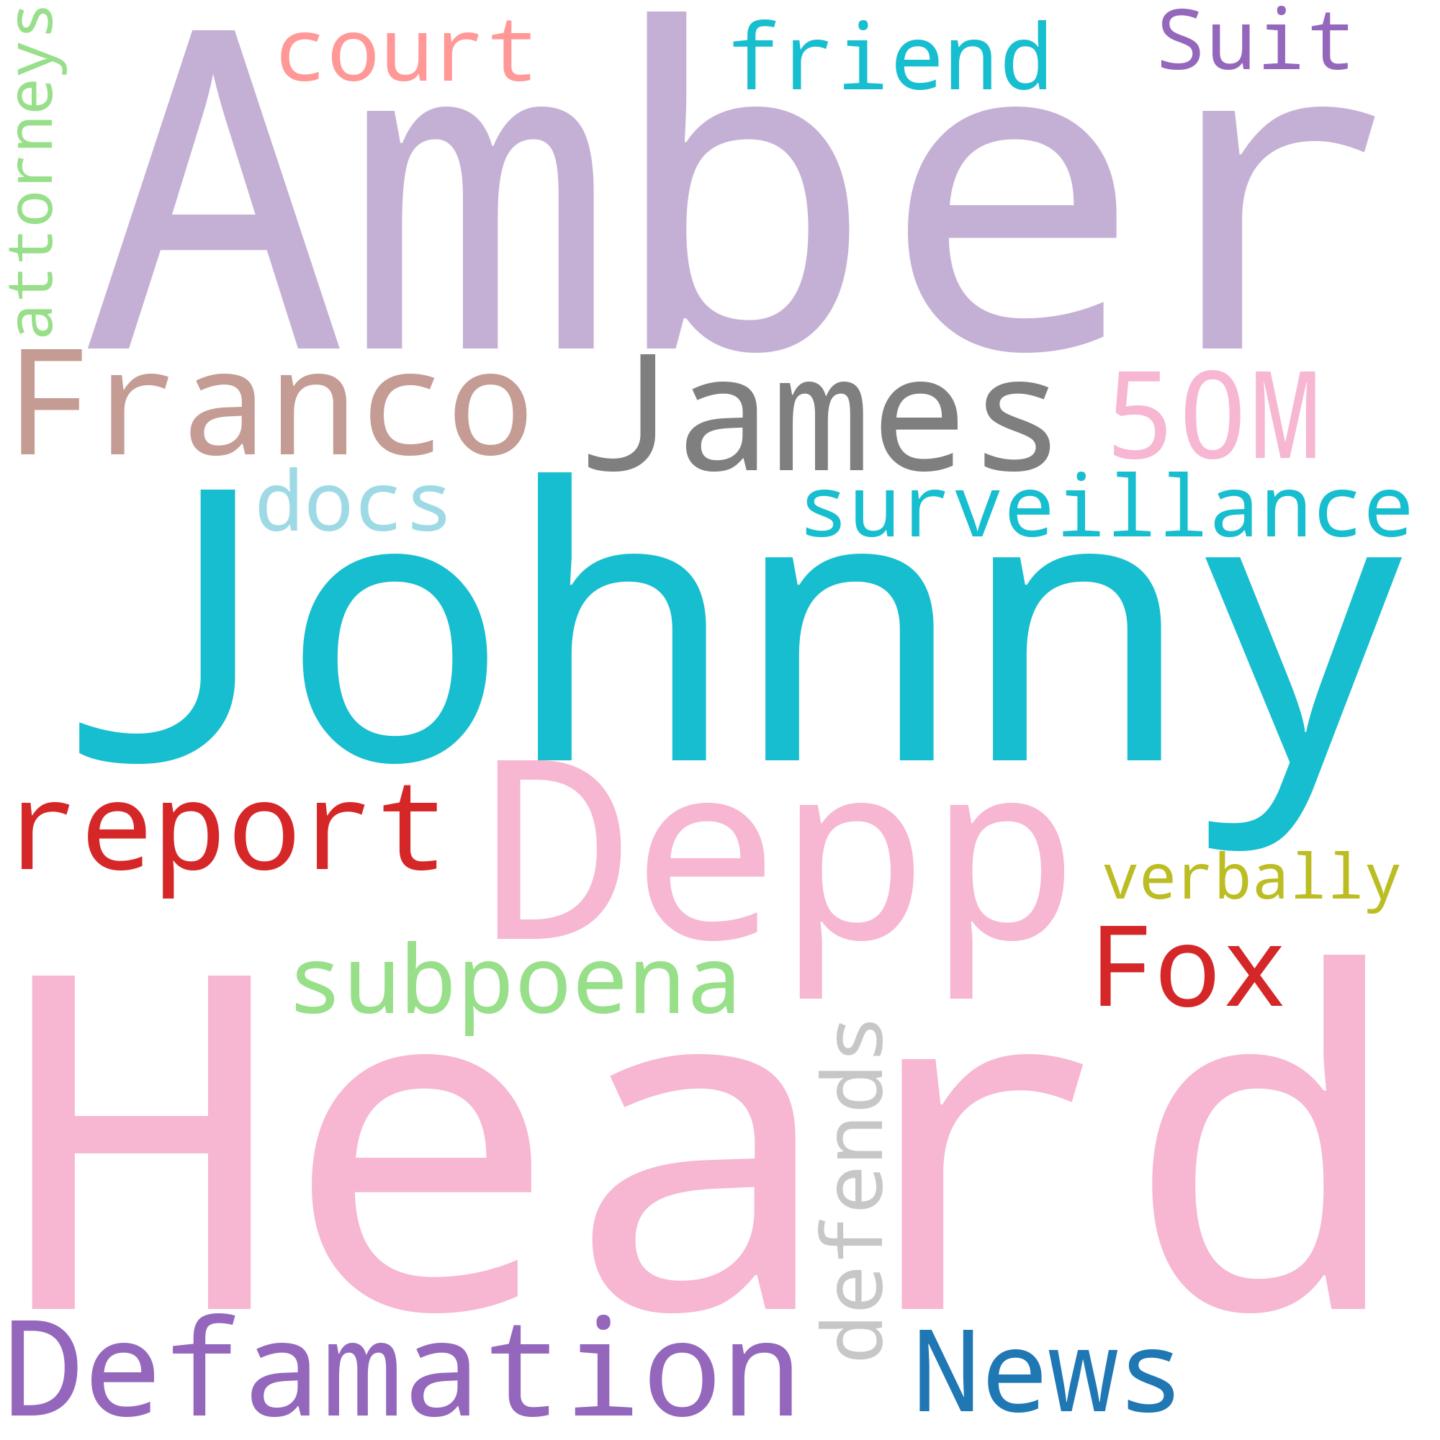 attorneys
court
friend
Suit
Amber
Franco
James
50M
docs
surveillance
Johnny
report
Depp
verbally
subpoena
Fox
Heard
defends
Defamation
News